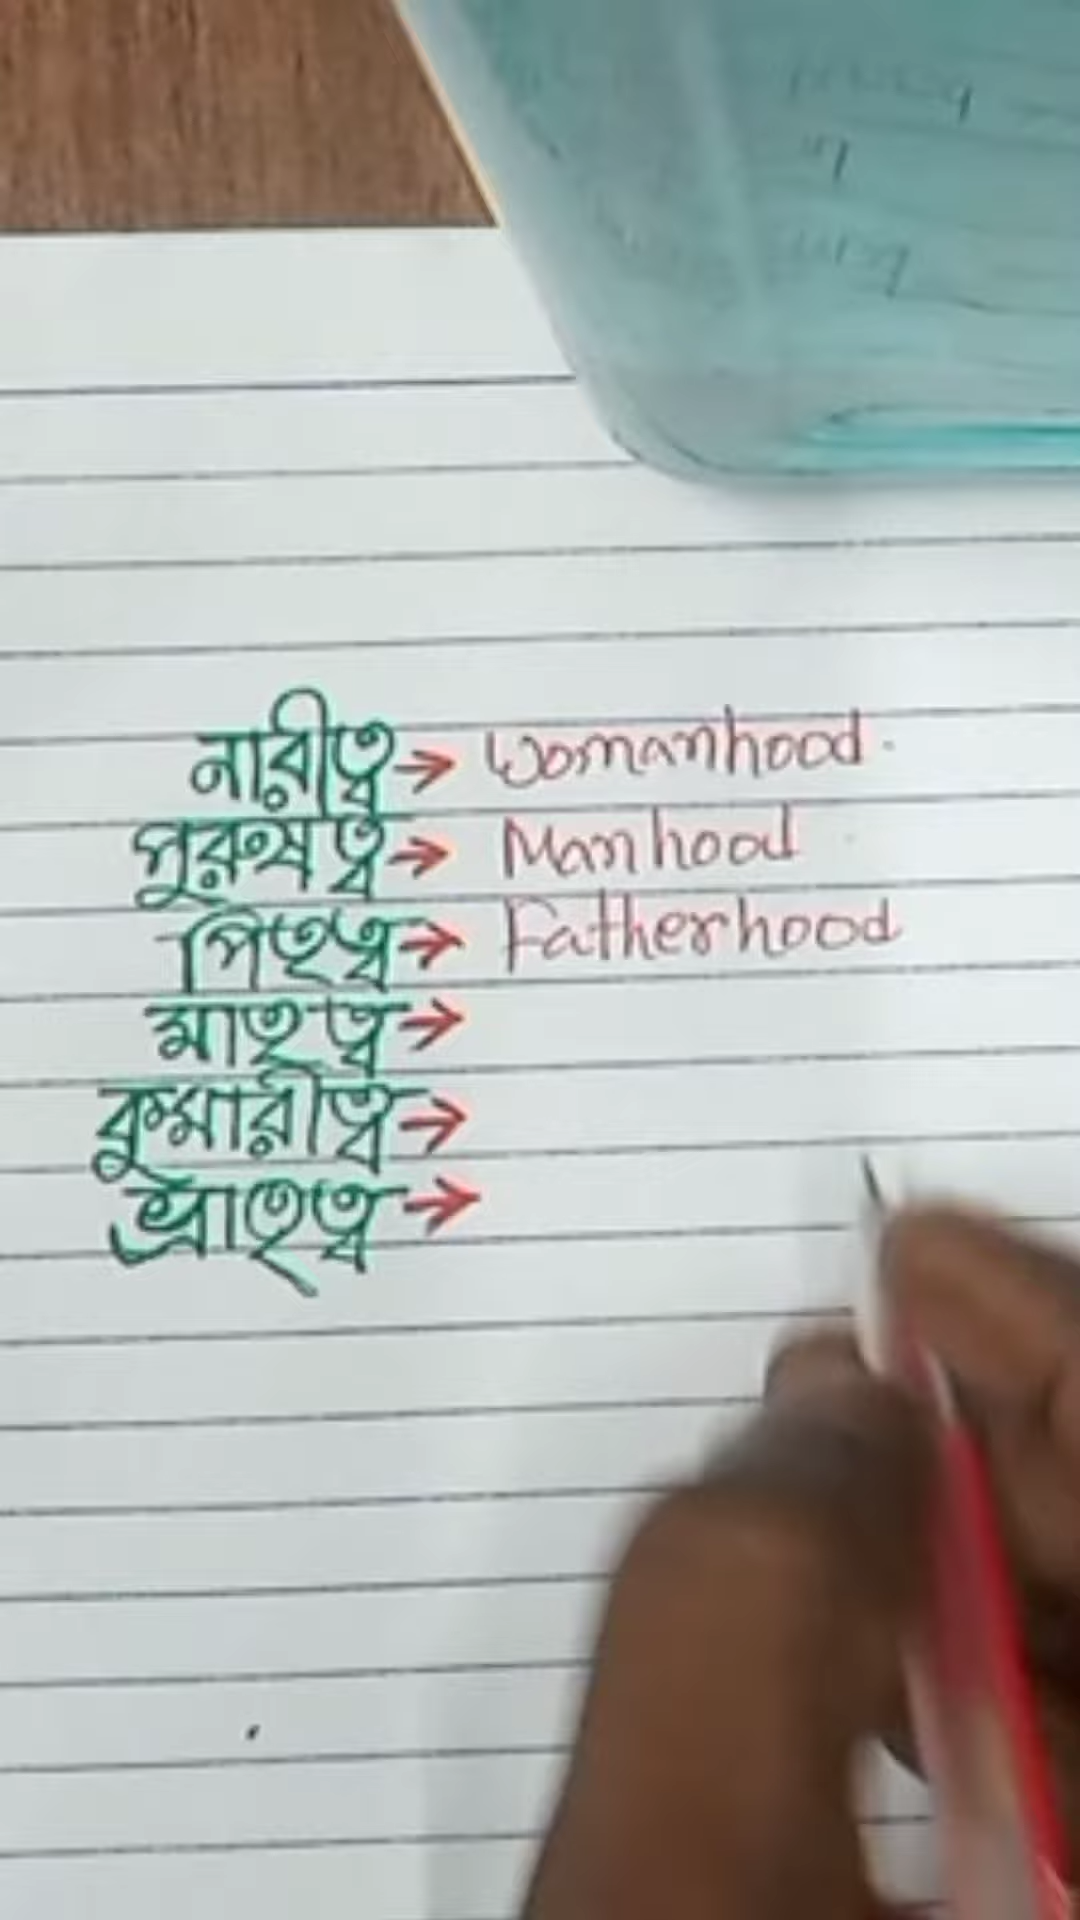 নারীত্ব → Womanhood
পুরুষত্ব → Manhood
পিতৃত্ব → Fatherhood
মাতৃত্ব →
কুমারীত্ব →
ভ্রাতৃত্ব →